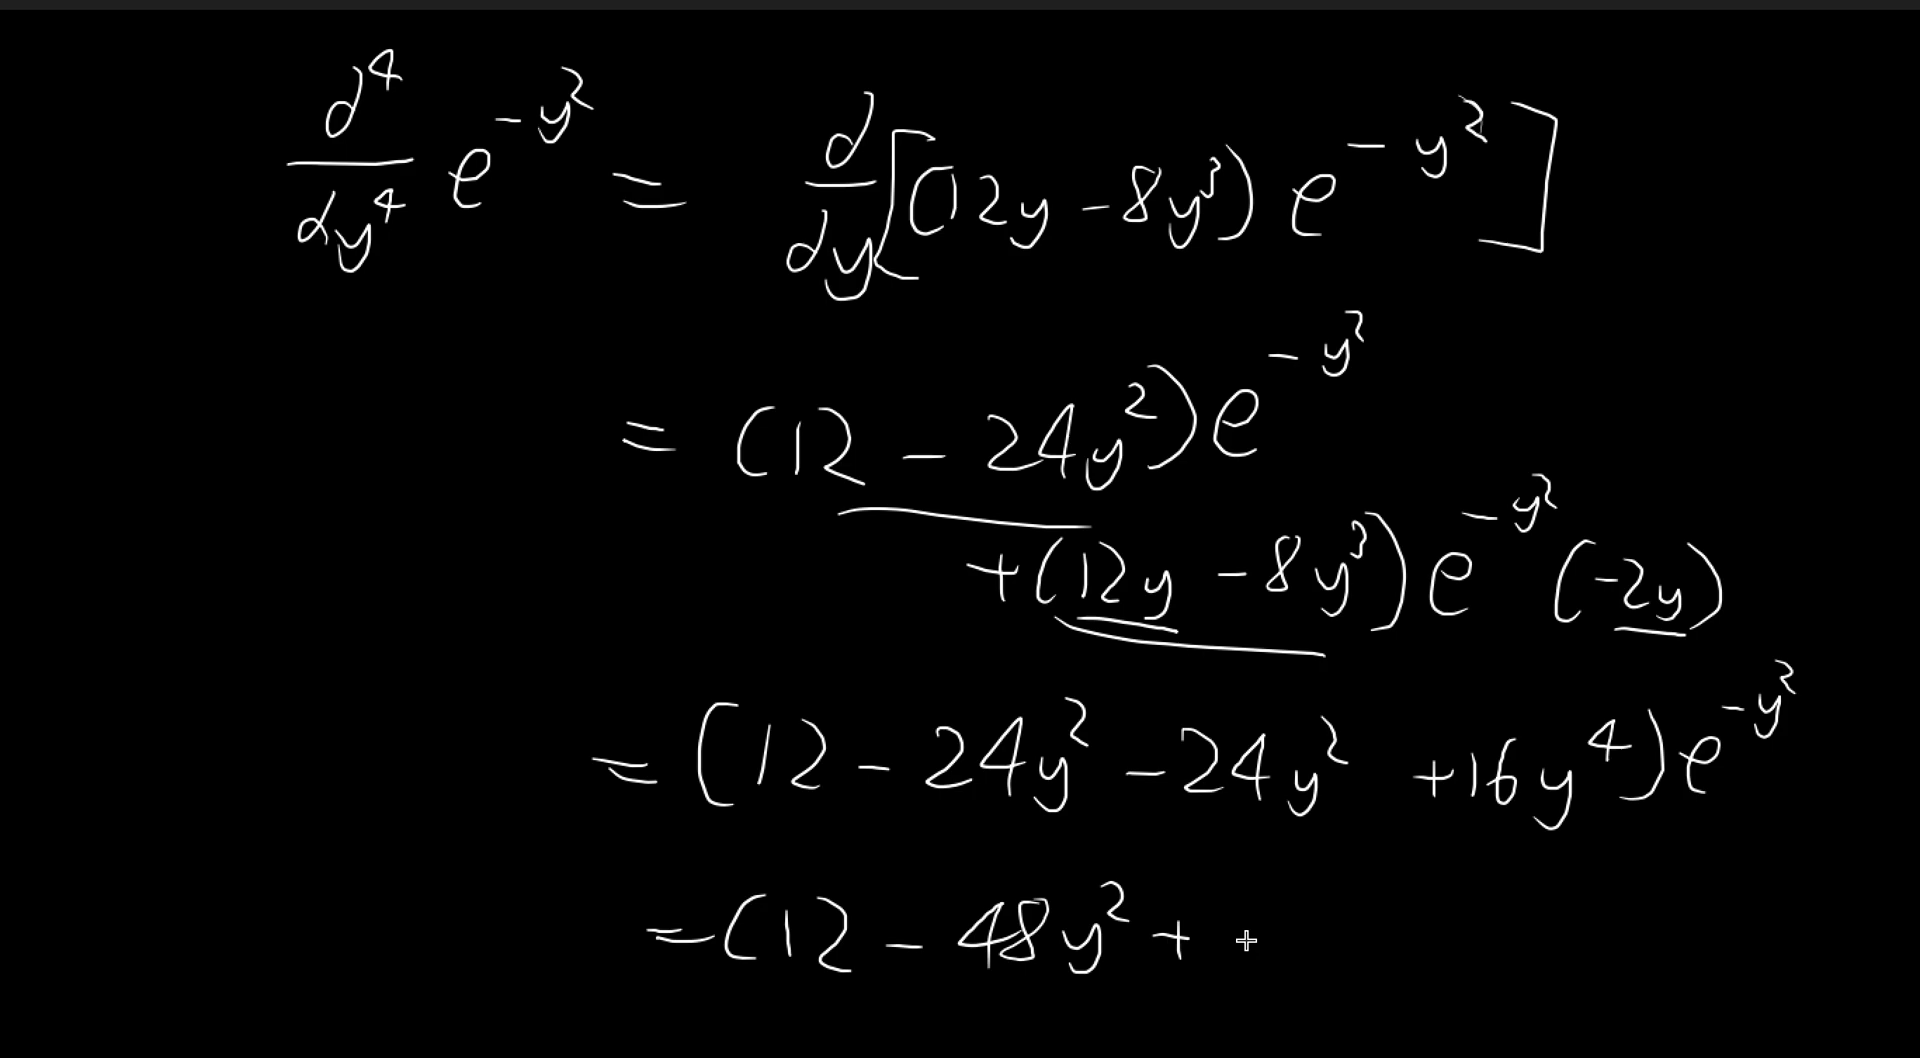 d⁴/dy⁴ e^(-y²) = d/dy [(12y - 8y³) e^(-y²)]
= (12 - 24y²) e^(-y²)
+ (12y - 8y³) e^(-y²) (-2y)
= (12 - 24y² - 24y² + 16y⁴) e^(-y²)
= (12 - 48y² +